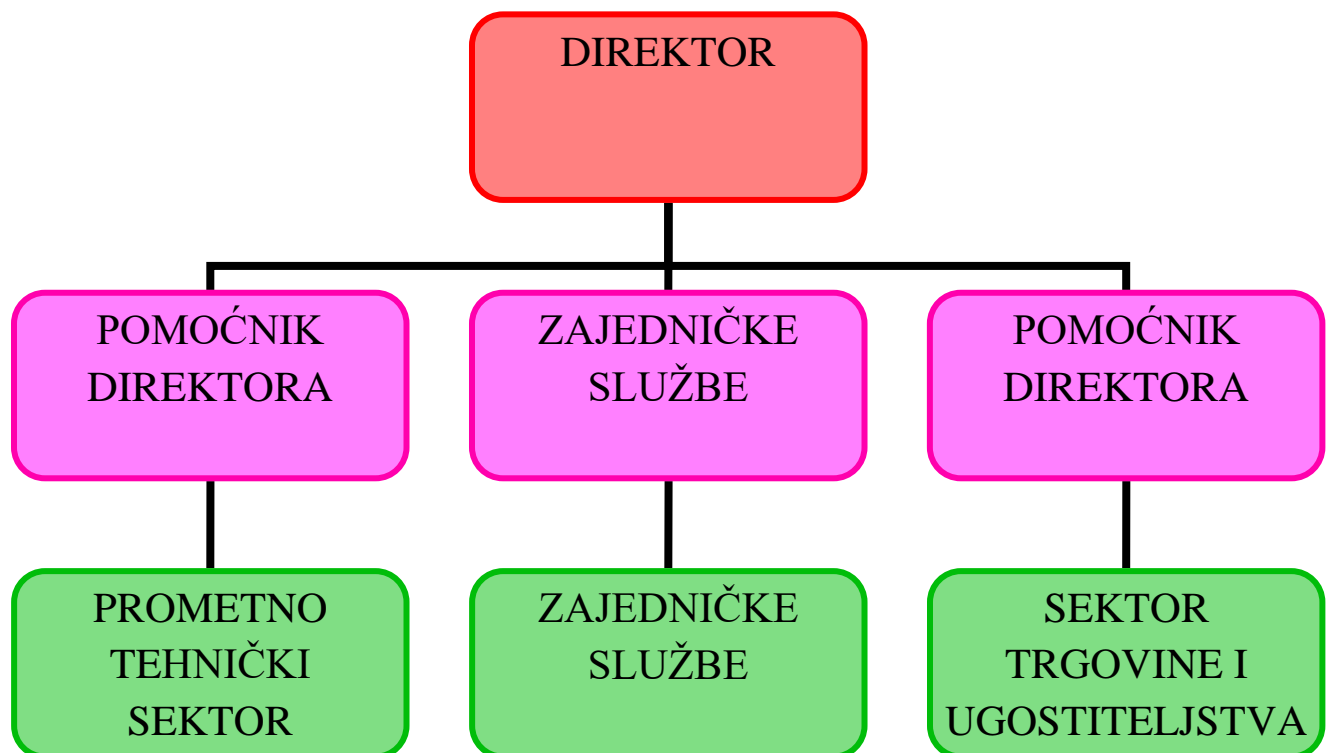 DIREKTOR
POMOĆNIK
DIREKTORA
ZAJEDNIČKE
SLUŽBE
POMOĆNIK
DIREKTORA
PROMETNO
TEHNIČKI
SEKTOR
ZAJEDNIČKE
SLUŽBE
SEKTOR
TRGOVINE I
UGOSTITELJSTVA